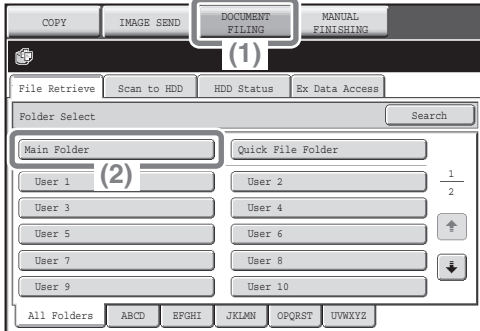 COPY
IMAGE SEND
DOCUMENT
FILING
MANUAL
FINISHING
(1)
File Retrieve
Scan to HDD
HDD Status
Ex Data Access
Folder Select
Search
Main Folder
Quick File Folder
(2)
User 1
User 2
1
2
User 3
User 4
User 5
User 6
User 7
User 8
User 9
User 10
All Folders
ABCD
EFGHI
JKLMN
OPQRST
UVWXYZ